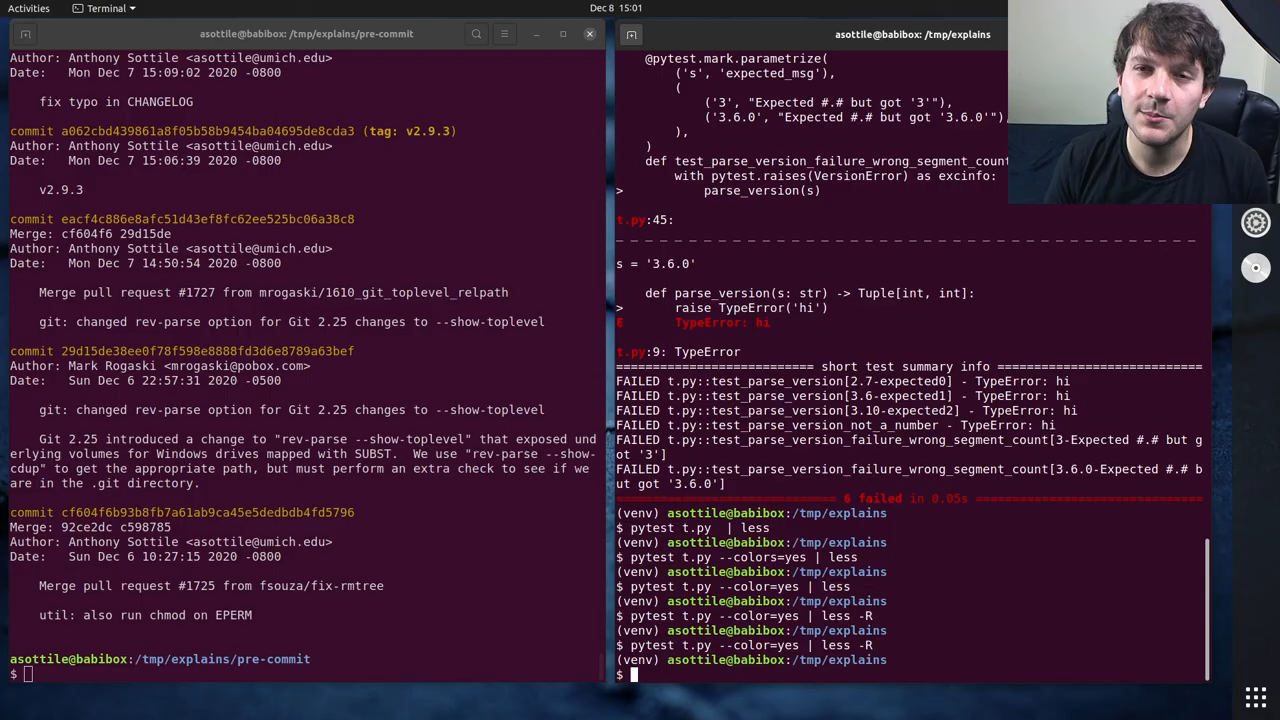 Activities
Terminal
Dec 8 15:01
asottile@babibox: /tmp/explains/pre-commit
Author: Anthony Sottile <asottile@umich.edu>
Date:   Mon Dec 7 15:09:02 2020 -0800
fix typo in CHANGELOG
commit a062cbd439861a8f05b58b9454ba04695de8cda3 (tag: v2.9.3)
Author: Anthony Sottile <asottile@umich.edu>
Date:   Mon Dec 7 15:06:39 2020 -0800
v2.9.3
commit eacf4c886e8afc51d43ef8fc62ee525bc06a38c8
Merge: cf604f6 29d15de
Author: Anthony Sottile <asottile@umich.edu>
Date:   Mon Dec 7 14:50:54 2020 -0800
Merge pull request #1727 from mrogaski/1610_git_toplevel_relpath
git: changed rev-parse option for Git 2.25 changes to --show-toplevel
commit 29d15de38ee0f78f598e8888fd3d6e8789a63bef
Author: Mark Rogaski <mrogaski@pobox.com>
Date:   Sun Dec 6 22:57:31 2020 -0500
git: changed rev-parse option for Git 2.25 changes to --show-toplevel
Git 2.25 introduced a change to "rev-parse --show-toplevel" that exposed und
erlying volumes for Windows drives mapped with SUBST.  We use "rev-parse --show-
cdup" to get the appropriate path, but must perform an extra check to see if we
are in the .git directory.
commit cf604f6b93b8fb7a61ab9ca45e5dedbdb4fd5796
Merge: 92ce2dc c598785
Author: Anthony Sottile <asottile@umich.edu>
Date:   Sun Dec 6 10:27:15 2020 -0800
Merge pull request #1725 from fsouza/fix-rmtree
util: also run chmod on EPERM
asottile@babibox:/tmp/explains/pre-commit
$
asottile@babibox: /tmp/explains
@pytest.mark.parametrize(
('s', 'expected_msg'),
(
('3', "Expected #.# but got '3'"),
('3.6.0', "Expected #.# but got '3.6.0'"),
),
)
def test_parse_version_failure_wrong_segment_count
with pytest.raises(VersionError) as excinfo:
>           parse_version(s)
t.py:45:
_ _ _ _ _ _ _ _ _ _ _ _ _ _ _ _ _ _ _ _ _ _ _ _ _ _ _ _ _ _ _ _ _ _ _ _ _ _ _ _
s = '3.6.0'
def parse_version(s: str) -> Tuple[int, int]:
>       raise TypeError('hi')
E       TypeError: hi
t.py:9: TypeError
=========================== short test summary info ===========================
FAILED t.py::test_parse_version[2.7-expected0] - TypeError: hi
FAILED t.py::test_parse_version[3.6-expected1] - TypeError: hi
FAILED t.py::test_parse_version[3.10-expected2] - TypeError: hi
FAILED t.py::test_parse_version_not_a_number - TypeError: hi
FAILED t.py::test_parse_version_failure_wrong_segment_count[3-Expected #.# but g
ot '3']
FAILED t.py::test_parse_version_failure_wrong_segment_count[3.6.0-Expected #.# b
ut got '3.6.0']
============================== 6 failed in 0.05s ===============================
(venv) asottile@babibox:/tmp/explains
$ pytest t.py  | less
(venv) asottile@babibox:/tmp/explains
$ pytest t.py --colors=yes | less
(venv) asottile@babibox:/tmp/explains
$ pytest t.py --color=yes | less
(venv) asottile@babibox:/tmp/explains
$ pytest t.py --color=yes | less -R
(venv) asottile@babibox:/tmp/explains
$ pytest t.py --color=yes | less -R
(venv) asottile@babibox:/tmp/explains
$